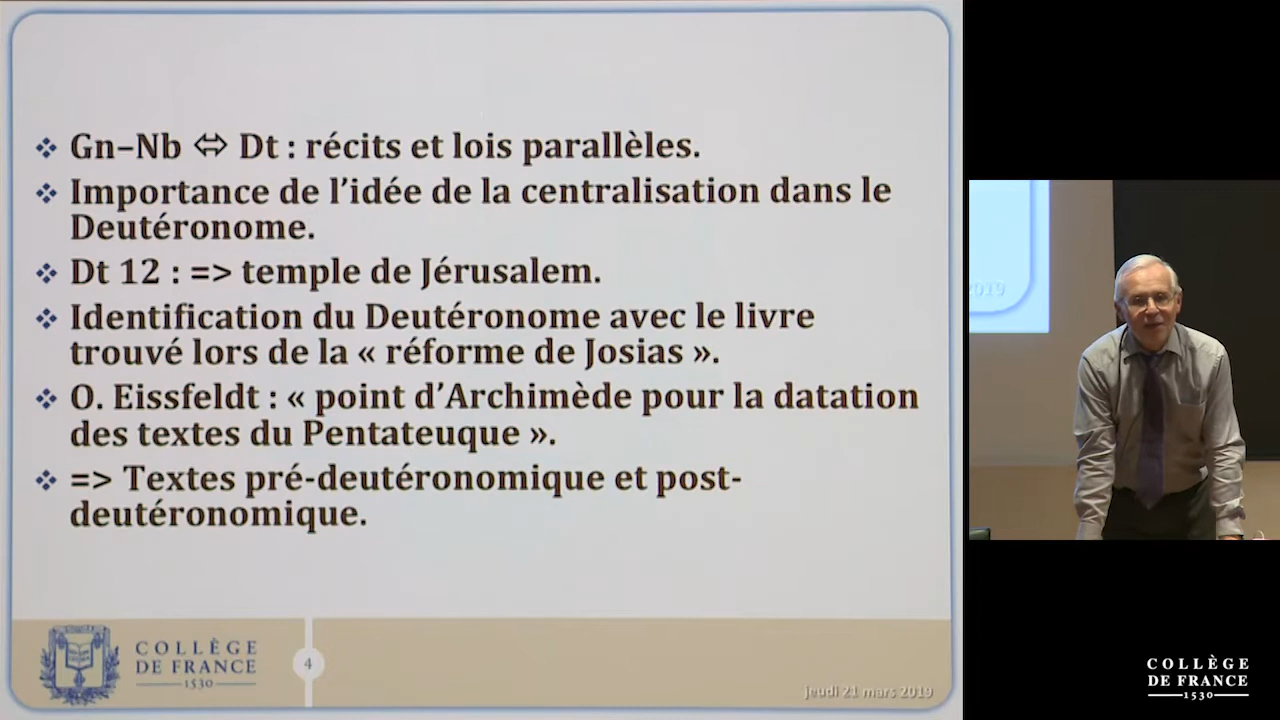 ❖ Gn–Nb ⇔ Dt : récits et lois parallèles.
❖ Importance de l’idée de la centralisation dans le
Deutéronome.
❖ Dt 12 : => temple de Jérusalem.
❖ Identification du Deutéronome avec le livre
trouvé lors de la « réforme de Josias ».
❖ O. Eissfeldt : « point d’Archimède pour la datation
des textes du Pentateuque ».
❖ => Textes pré-deutéronomique et post-
deutéronomique.
COLLÈGE
DE FRANCE
1530
4
Jeudi 21 mars 2019
2019
COLLÈGE
DE FRANCE
1530